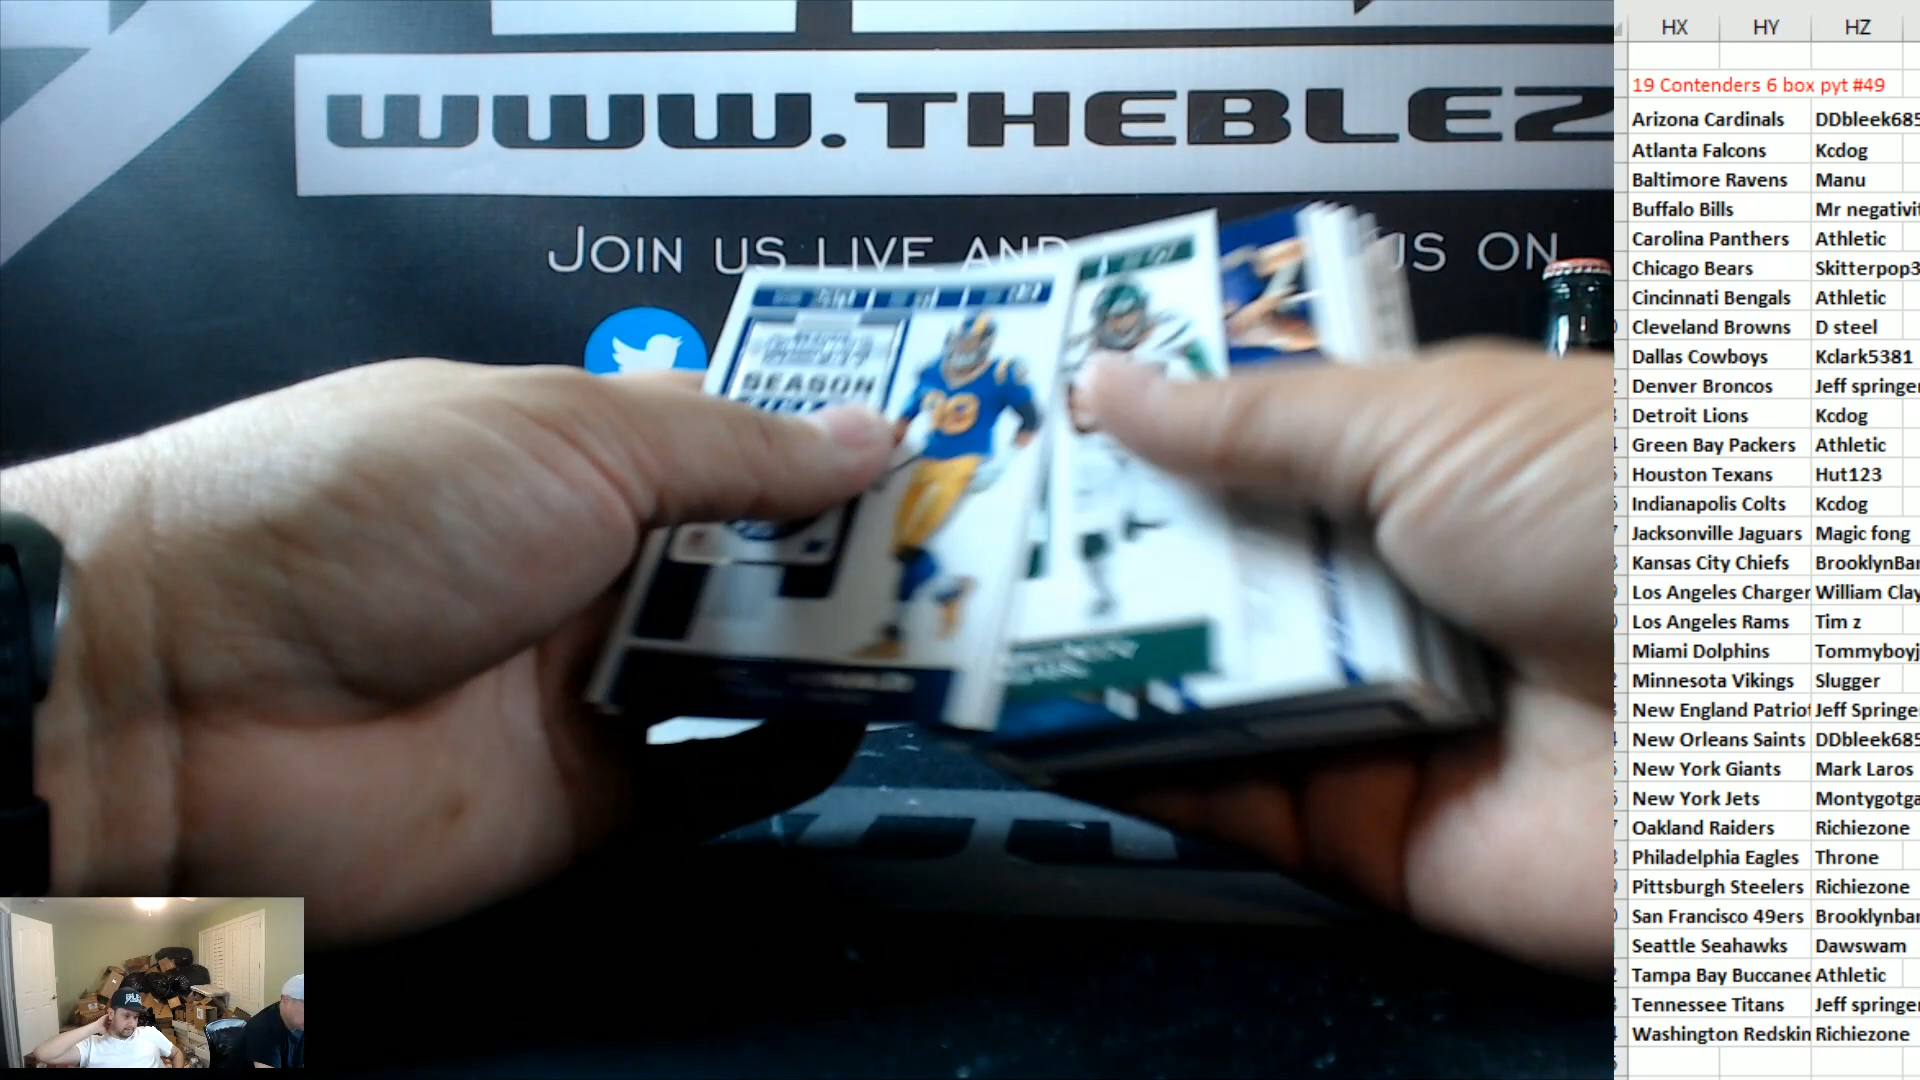 WWW.THEBLEZ
JOIN US LIVE AND
US ON
SEASON
HX HY HZ
19 Contenders 6 box pyt #49
Arizona Cardinals DDbleek685
Atlanta Falcons Kcdog
Baltimore Ravens Manu
Buffalo Bills Mr negativit
Carolina Panthers Athletic
Chicago Bears Skitterpop3
Cincinnati Bengals Athletic
Cleveland Browns D steel
Dallas Cowboys Kclark5381
Denver Broncos Jeff springer
Detroit Lions Kcdog
Green Bay Packers Athletic
Houston Texans Hut123
Indianapolis Colts Kcdog
Jacksonville Jaguars Magic fong
Kansas City Chiefs BrooklynBar
Los Angeles Charger William Clay
Los Angeles Rams Tim z
Miami Dolphins Tommyboyj
Minnesota Vikings Slugger
New England Patriot Jeff Springer
New Orleans Saints DDbleek685
New York Giants Mark Laros
New York Jets Montygotga
Oakland Raiders Richiezone
Philadelphia Eagles Throne
Pittsburgh Steelers Richiezone
San Francisco 49ers Brooklynbar
Seattle Seahawks Dawswam
Tampa Bay Buccanee Athletic
Tennessee Titans Jeff springer
Washington Redskin Richiezone